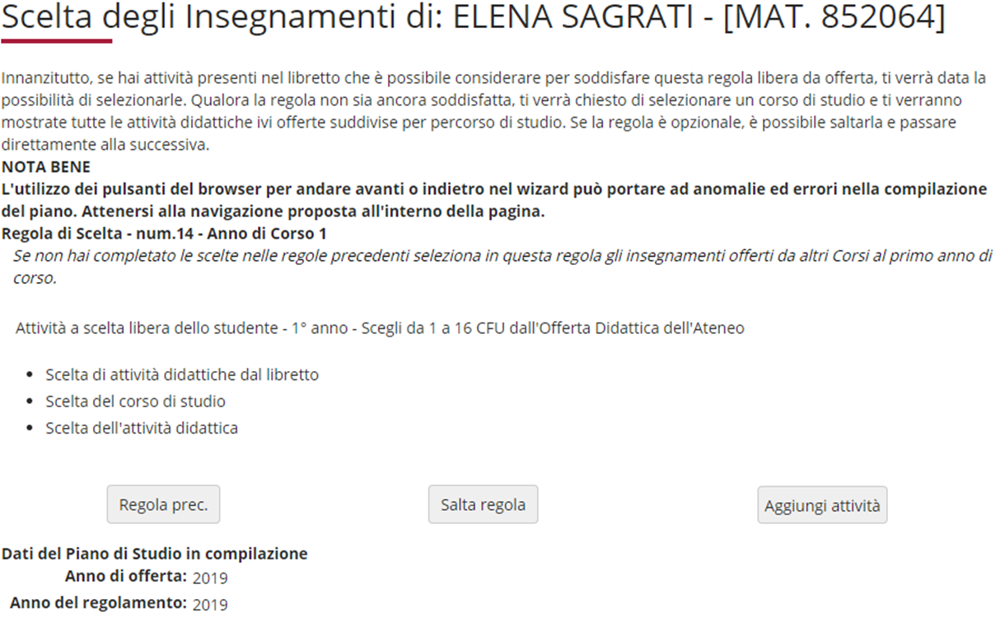 Scelta degli Insegnamenti di: ELENA SAGRATI - [MAT. 852064]
Innanzitutto, se hai attività presenti nel libretto che è possibile considerare per soddisfare questa regola libera da offerta, ti verrà data la
possibilità di selezionarle. Qualora la regola non sia ancora soddisfatta, ti verrà chiesto di selezionare un corso di studio e ti verranno
mostrate tutte le attività didattiche ivi offerte suddivise per percorso di studio. Se la regola è opzionale, è possibile saltarla e passare
direttamente alla successiva.
NOTA BENE
L'utilizzo dei pulsanti del browser per andare avanti o indietro nel wizard può portare ad anomalie ed errori nella compilazione
del piano. Attenersi alla navigazione proposta all'interno della pagina.
Regola di Scelta - num.14 - Anno di Corso 1
Se non hai completato le scelte nelle regole precedenti seleziona in questa regola gli insegnamenti offerti da altri Corsi al primo anno di
corso.
Attività a scelta libera dello studente - 1° anno - Scegli da 1 a 16 CFU dall'Offerta Didattica dell'Ateneo
• Scelta di attività didattiche dal libretto
• Scelta del corso di studio
• Scelta dell'attività didattica
Regola prec. Salta regola Aggiungi attività
Dati del Piano di Studio in compilazione
Anno di offerta: 2019
Anno del regolamento: 2019